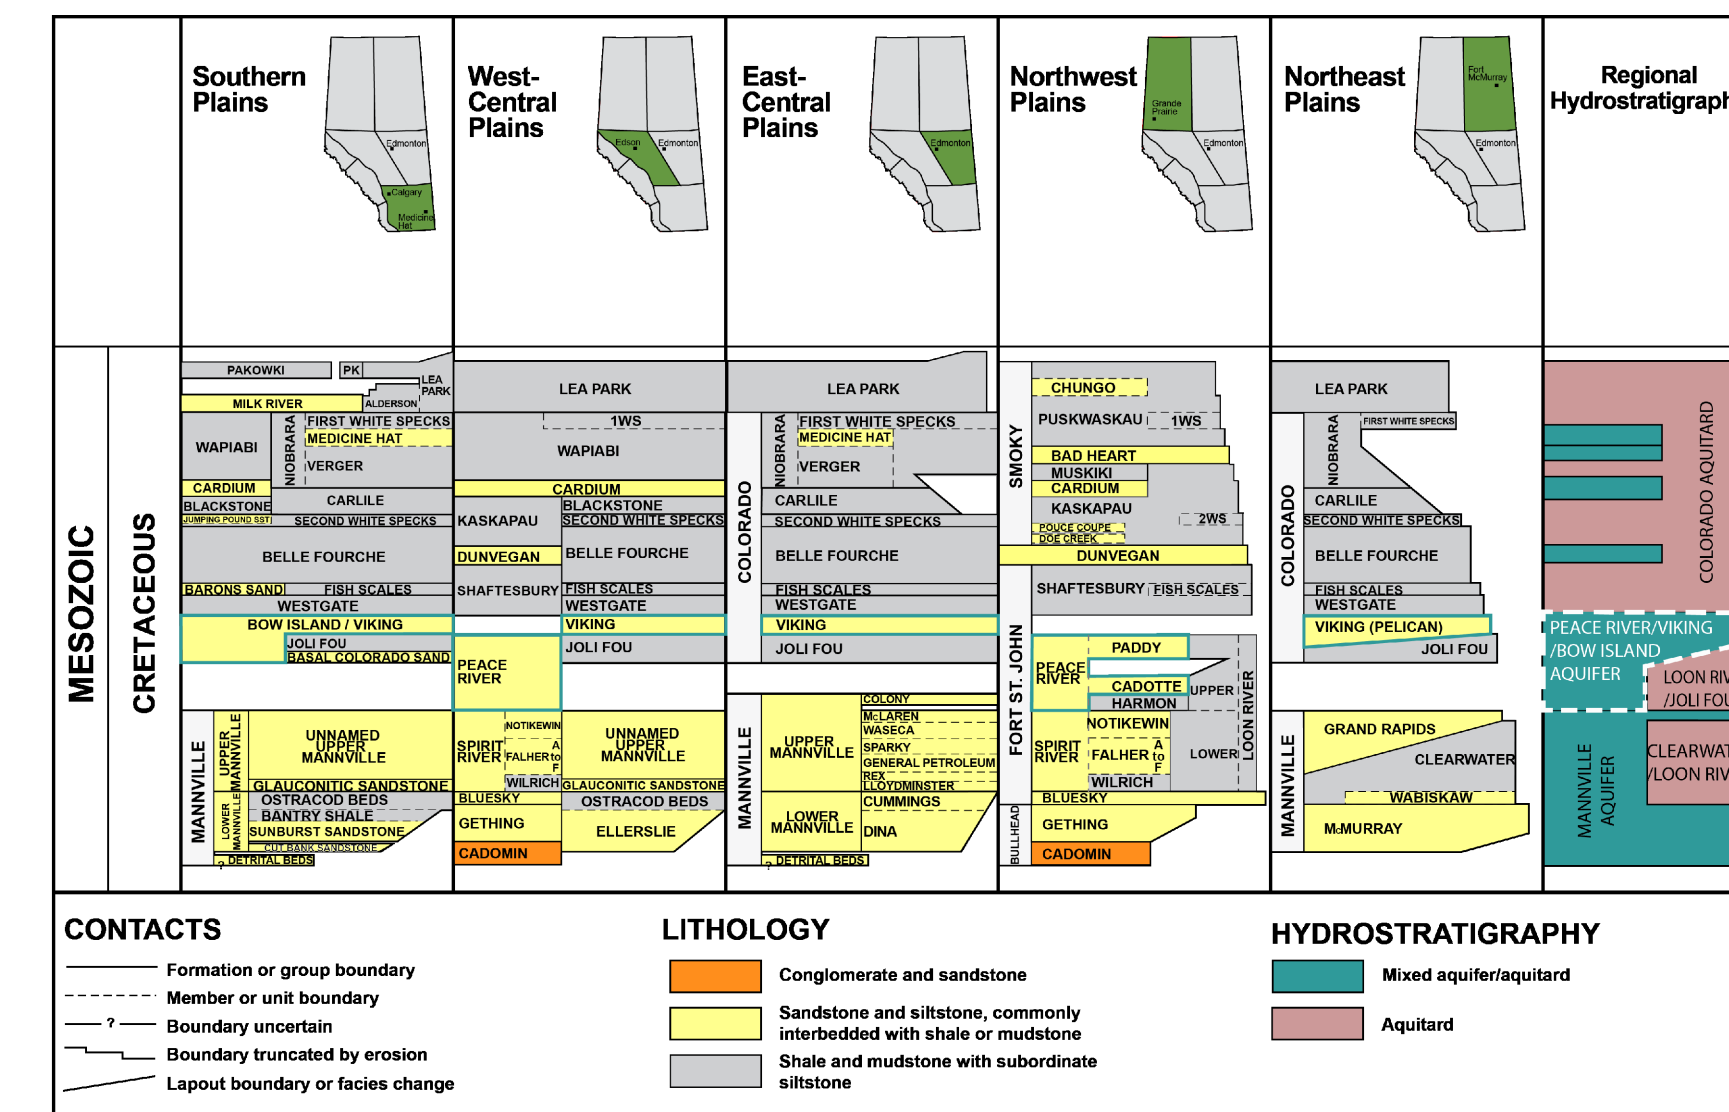 Southern
Plains
Edmonton
Calgary
Medicine
Hat
West-
Central
Plains
Edson
Edmonton
East-
Central
Plains
Edmonton
Northwest
Plains
Grande
Prairie
Edmonton
Northeast
Plains
Fort
McMurray
Edmonton
Regional
Hydrostratigraph
MESOZOIC
CRETACEOUS
PAKOWKI
PK
LEA
PARK
MILK RIVER
ALDERSON
WAPIABI
NIOBRARA
FIRST WHITE SPECKS
MEDICINE HAT
VERGER
CARDIUM
CARLILE
BLACKSTONE
JUMPING POUND SST
SECOND WHITE SPECKS
BELLE FOURCHE
BARONS SAND
FISH SCALES
WESTGATE
BOW ISLAND / VIKING
JOLI FOU
BASAL COLORADO SAND
MANNVILLE
UPPER
MANNVILLE
UNNAMED
UPPER
MANNVILLE
GLAUCONITIC SANDSTONE
LOWER
MANNVILLE
OSTRACOD BEDS
BANTRY SHALE
SUNBURST SANDSTONE
CUT BANK SANDSTONE
? DETRITAL BEDS
LEA PARK
1WS
WAPIABI
CARDIUM
BLACKSTONE
KASKAPAU
SECOND WHITE SPECKS
DUNVEGAN
BELLE FOURCHE
SHAFTESBURY
FISH SCALES
WESTGATE
VIKING
JOLI FOU
PEACE
RIVER
SPIRIT
RIVER
NOTIKEWIN
FALHER
A
to
F
WILRICH
UNNAMED
UPPER
MANNVILLE
GLAUCONITIC SANDSTONE
BLUESKY
OSTRACOD BEDS
GETHING
ELLERSLIE
CADOMIN
LEA PARK
COLORADO
NIOBRARA
FIRST WHITE SPECKS
MEDICINE HAT
VERGER
CARLILE
SECOND WHITE SPECKS
BELLE FOURCHE
FISH SCALES
WESTGATE
VIKING
JOLI FOU
MANNVILLE
UPPER
MANNVILLE
COLONY
McLAREN
WASECA
SPARKY
GENERAL PETROLEUM
REX
LLOYDMINSTER
LOWER
MANNVILLE
CUMMINGS
DINA
? DETRITAL BEDS
SMOKY
CHUNGO
PUSKWASKAU
1WS
BAD HEART
MUSKIKI
CARDIUM
KASKAPAU
2WS
POUCE COUPE
DOE CREEK
DUNVEGAN
FORT ST. JOHN
SHAFTESBURY
FISH SCALES
PEACE
RIVER
PADDY
CADOTTE
HARMON
UPPER
LOON RIVER
SPIRIT
RIVER
NOTIKEWIN
FALHER
A
to
F
WILRICH
LOWER
BLUESKY
BULLHEAD
GETHING
CADOMIN
LEA PARK
COLORADO
NIOBRARA
FIRST WHITE SPECKS
CARLILE
SECOND WHITE SPECKS
BELLE FOURCHE
FISH SCALES
WESTGATE
VIKING (PELICAN)
JOLI FOU
MANNVILLE
GRAND RAPIDS
CLEARWATER
WABISKAW
McMURRAY
COLORADO AQUITARD
PEACE RIVER/VIKING
/BOW ISLAND
AQUIFER
LOON RIV
/JOLI FOU
MANNVILLE
AQUIFER
CLEARWAT
/LOON RIV
CONTACTS
Formation or group boundary
Member or unit boundary
? Boundary uncertain
Boundary truncated by erosion
Lapout boundary or facies change
LITHOLOGY
Conglomerate and sandstone
Sandstone and siltstone, commonly
interbedded with shale or mudstone
Shale and mudstone with subordinate
siltstone
HYDROSTRATIGRAPHY
Mixed aquifer/aquitard
Aquitard